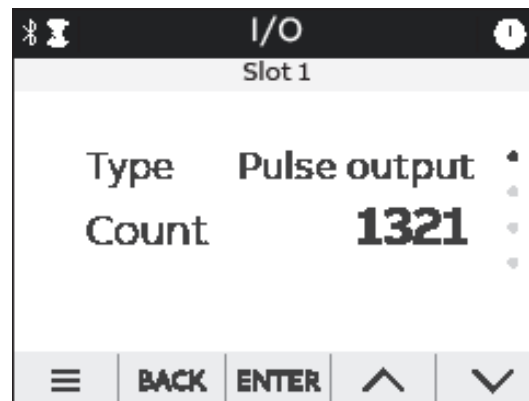 I/O
Slot 1
Type Pulse output
Count 1321
BACK ENTER